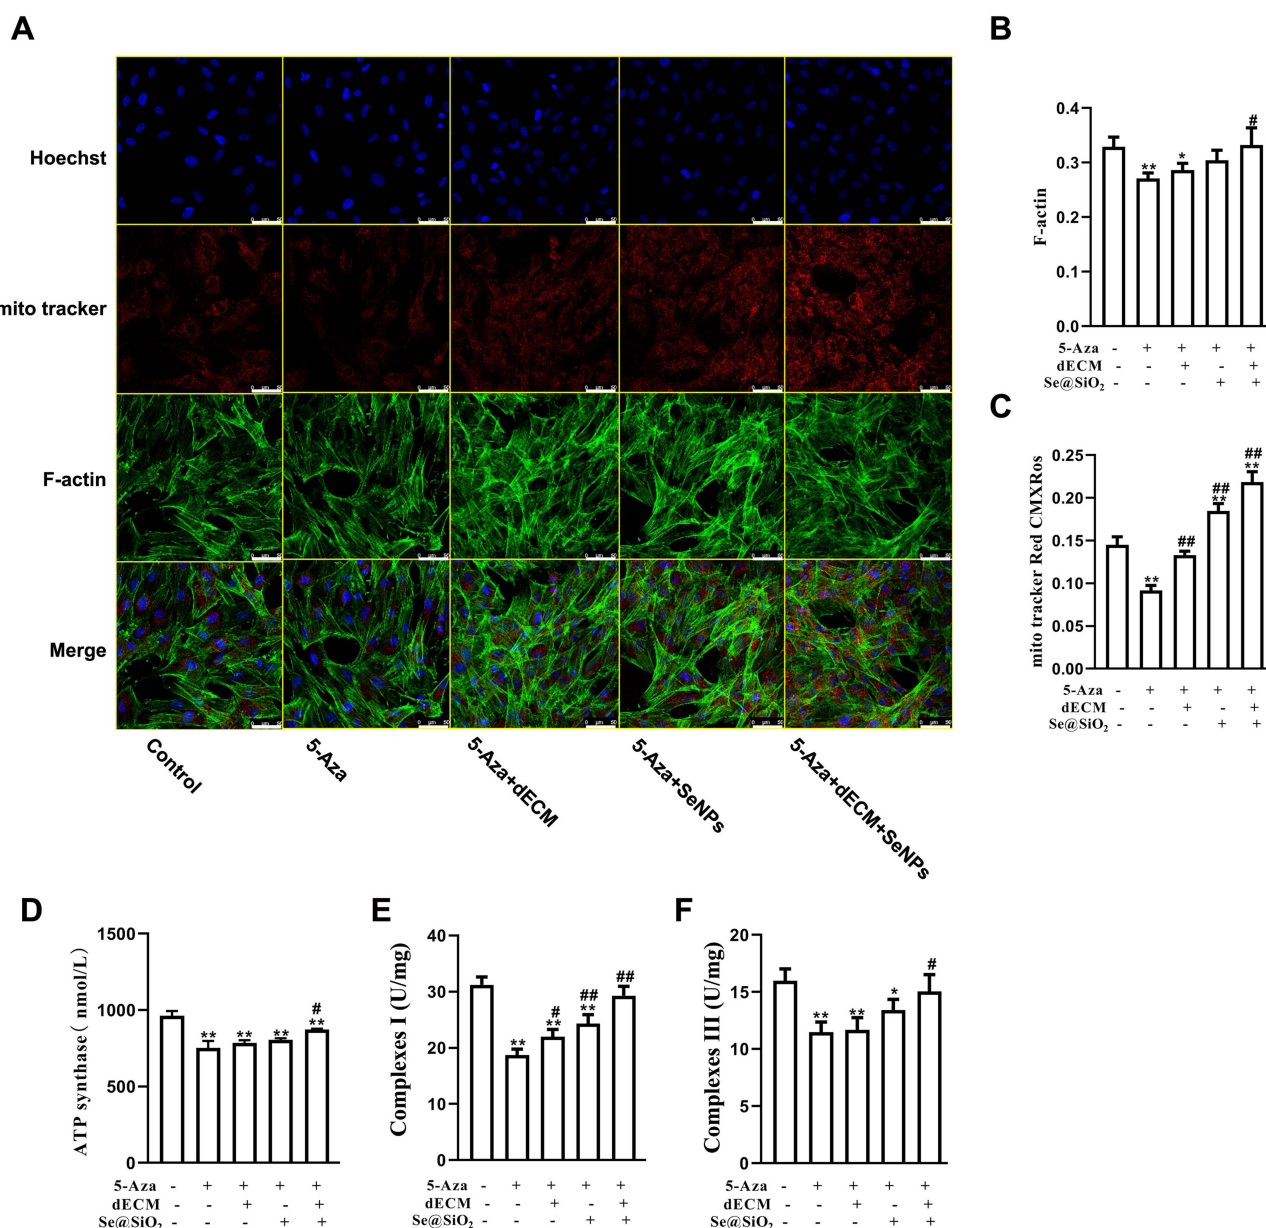 A
B
Hoechst
mito tracker
F-actin
Merge
0 µm 50
Control
5-Aza
5-Aza+dECM
5-Aza+SeNPs
5-Aza+dECM+SeNPs
F-actin
0.4
0.3
0.2
0.1
0.0
** * #
5-Aza - + + + +
dECM - - + - +
Se@SiO2 - - - + +
C
mito tracker Red CMXRos
0.25
0.20
0.15
0.10
0.05
0.00
** ## ## ** ## **
5-Aza - + + + +
dECM - - + - +
Se@SiO2 - - - + +
D
ATP synthase( nmol/L)
1500
1000
500
0
** ** ** # **
5-Aza - + + + +
dECM - - + - +
Se@SiO2 - - - + +
E
Complexes I (U/mg)
40
30
20
10
0
** # ** ## ** ##
5-Aza - + + + +
dECM - - + - +
Se@SiO2 - - - + +
F
Complexes III (U/mg)
20
15
10
5
0
** ** * #
5-Aza - + + + +
dECM - - + - +
Se@SiO2 - - - + +